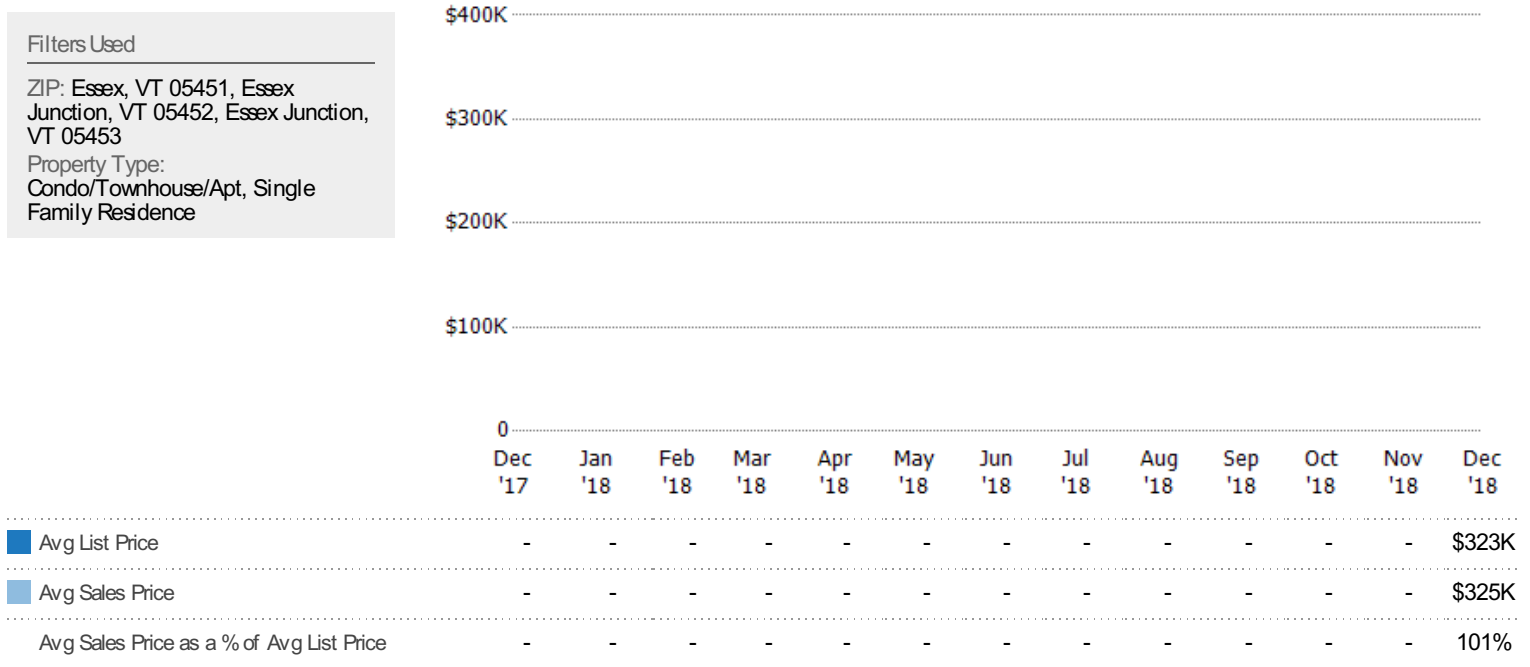 Filters Used
ZIP: Essex, VT 05451, Essex
Junction, VT 05452, Essex Junction,
VT 05453
Property Type:
Condo/Townhouse/Apt, Single
Family Residence
$400K
$300K
$200K
$100K
0
Dec Jan Feb Mar Apr May Jun Jul Aug Sep Oct Nov Dec
'17 '18 '18 '18 '18 '18 '18 '18 '18 '18 '18 '18 '18
Avg List Price - - - - - - - - - - - - $323K
Avg Sales Price - - - - - - - - - - - - $325K
Avg Sales Price as a % of Avg List Price - - - - - - - - - - - - 101%